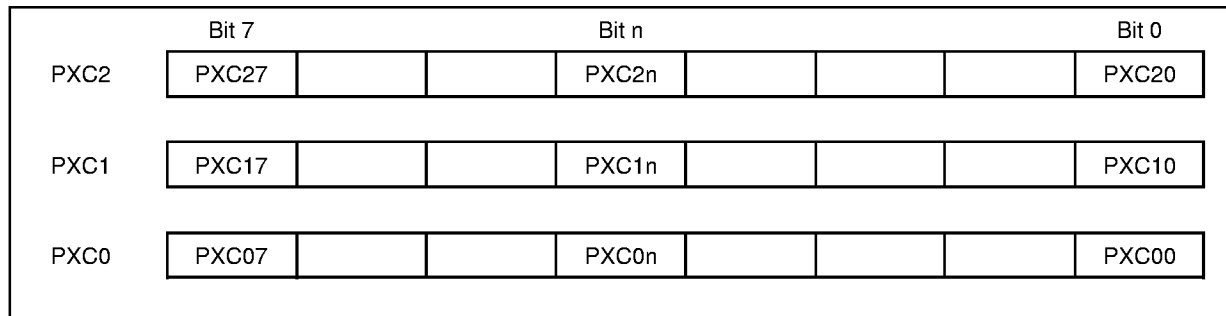 Bit 7 Bit n Bit 0
PXC2 PXC27 PXC2n PXC20
PXC1 PXC17 PXC1n PXC10
PXC0 PXC07 PXC0n PXC00